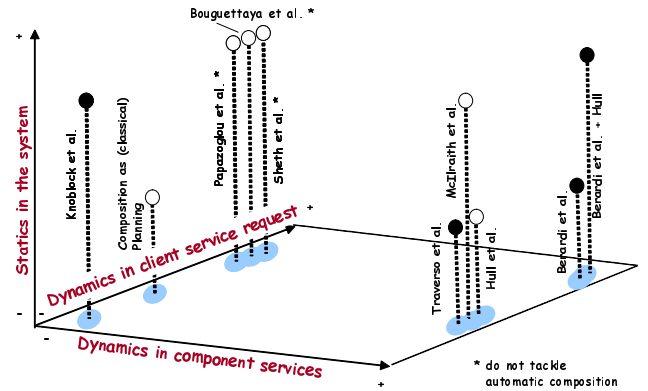 Bouguettaya et al. *
+
Statics in the system
Knoblock et al.
Composition as (classical)
Planning
Papazoglou et al. *
Sheth et al. *
McIlraith et al.
Traverso et al.
Hull et al.
Berardi et al.
Berardi et al. + Hull
Dynamics in client service request
+
- -
-
Dynamics in component services
+
* do not tackle
automatic composition